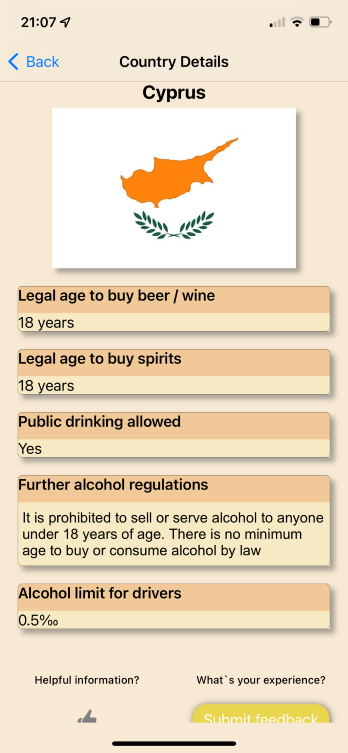 21:07
Back
Country Details
Cyprus
Legal age to buy beer / wine
18 years
Legal age to buy spirits
18 years
Public drinking allowed
Yes
Further alcohol regulations
It is prohibited to sell or serve alcohol to anyone
under 18 years of age. There is no minimum
age to buy or consume alcohol by law
Alcohol limit for drivers
0.5‰
Helpful information?
What`s your experience?
Submit feedback